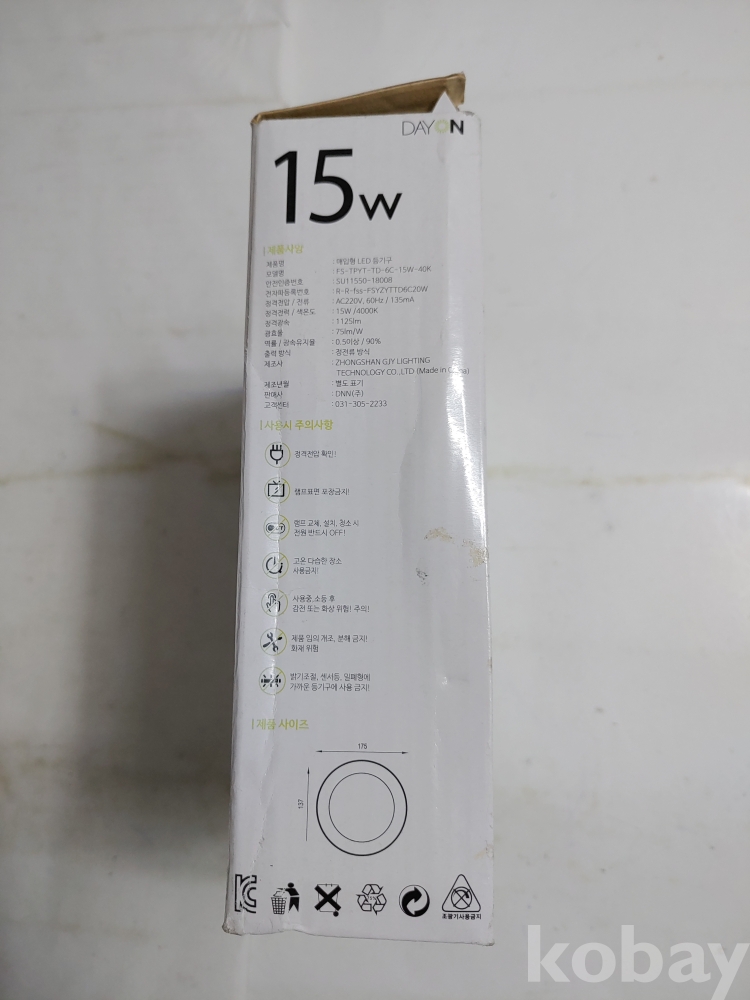 DAYON
15W
제품사양
제품명 : 매입형 LED 등기구
모델명 : FS-TPYT-TD-6C-15W-40K
안전인증번호 : SU11550-18008
전자파등록번호 : R-R-fss-FSYZYTTD6C20W
정격전압 / 전류 : AC220V, 60Hz / 135mA
정격전력 / 색온도 : 15W /4000K
정격광속 : 1125lm
광효율 : 75lm/W
역률 / 광속유지율 : 0.5이상 / 90%
출력 방식 : 정전류 방식
제조사 : ZHONGSHAN GJY LIGHTING
TECHNOLOGY CO.,LTD (Made in China)
제조년월 : 별도 표기
판매사 : DNN(주)
고객센터 : 031-305-2233
사용시 주의사항
정격전압 확인!
램프표면 포장금지!
램프 교체, 설치, 청소 시
전원 반드시 OFF!
고온 다습한 장소
사용금지!
사용중,소등 후
감전 또는 화상 위험! 주의!
제품 임의 개조, 분해 금지!
화재 위험
밝기조절, 센서등, 밀폐형에
가까운 등기구에 사용 금지!
제품 사이즈
175
137
조광기사용금지
kobay